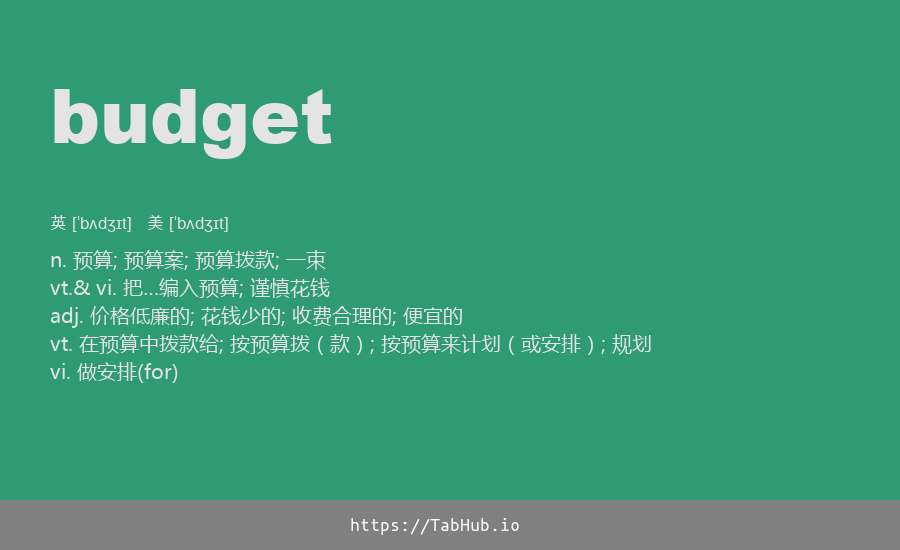 budget
英 [ˈbʌdʒɪt] 美 [ˈbʌdʒɪt]
n. 预算; 预算案; 预算拨款; 一束
vt.& vi. 把…编入预算; 谨慎花钱
adj. 价格低廉的; 花钱少的; 收费合理的; 便宜的
vt. 在预算中拨款给; 按预算拨（款）; 按预算来计划（或安排）; 规划
vi. 做安排(for)
https://TabHub.io